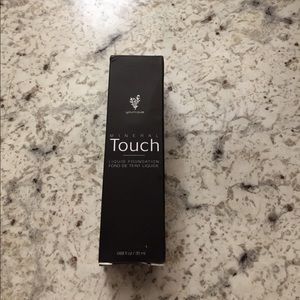 MINERAL
Touch
LIQUID FOUNDATION
FOND DE TEINT LIQUIDE